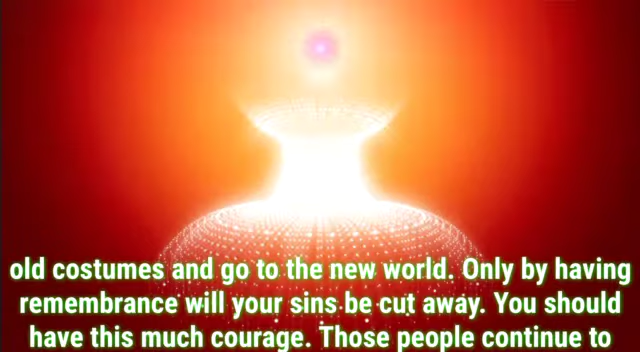 old costumes and go to the new world. Only by having
remembrance will your sins be cut away. You should
have this much courage. Those people continue to